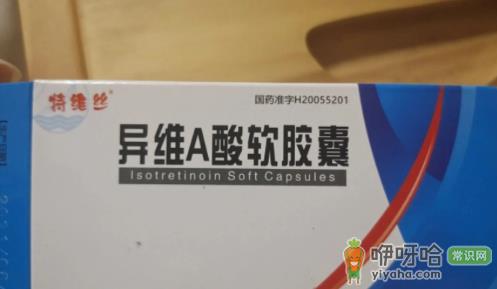 特维丝®
国药准字H20055201
异维A酸软胶囊
Isotretinoin Soft Capsules
咿呀哈 常识网
yiyaha.com